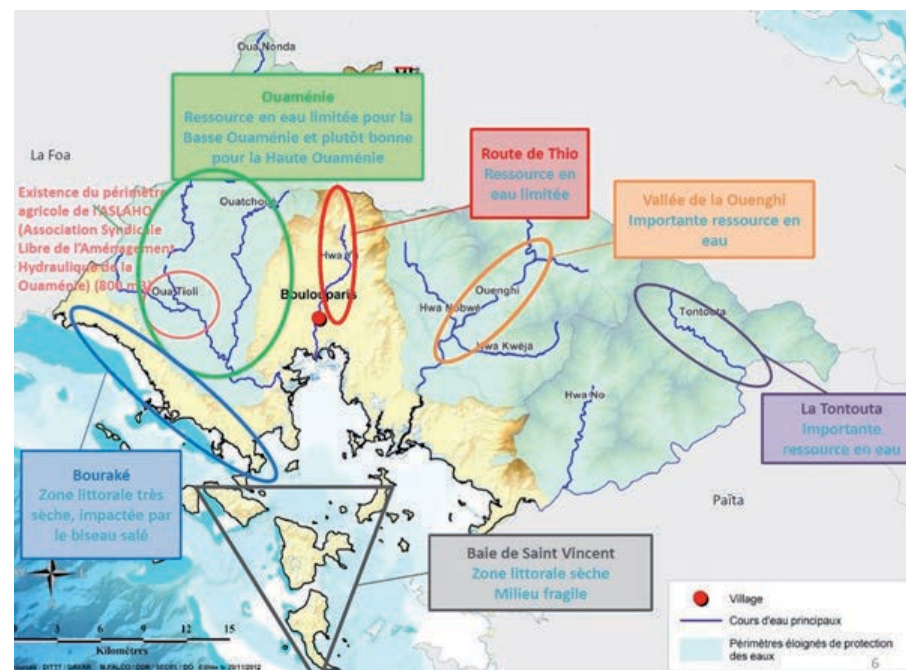 Oua Nonda
Ouaménie
Ressource en eau limitée pour la
Basse Ouaménie et plutôt bonne
pour la Haute Ouaménie
La Foa
Route de Thio
Ressource en
eau limitée
Existence du périmètre
agricole de l'ASLAHO
(Association Syndicale
Libre de l'Aménagement
Hydraulique de la
Ouaménie) (800 m3)
Vallée de la Ouenghi
Importante ressource en
eau
Oua Tioli
Boulouparis
Ouenghi
Hwa Nobwé
Nwa Kwéja
Tontouta
Hwa No
La Tontouta
Importante
ressource en eau
Bouraké
Zone littorale très
sèche, impactée par
le biseau salé
Païta
Baie de Saint Vincent
Zone littorale sèche
Milieu fragile
0 3 6 9 12 15
Kilomètres
Village
Cours d'eau principaux
Périmètres éloignés de protection
des eaux
6